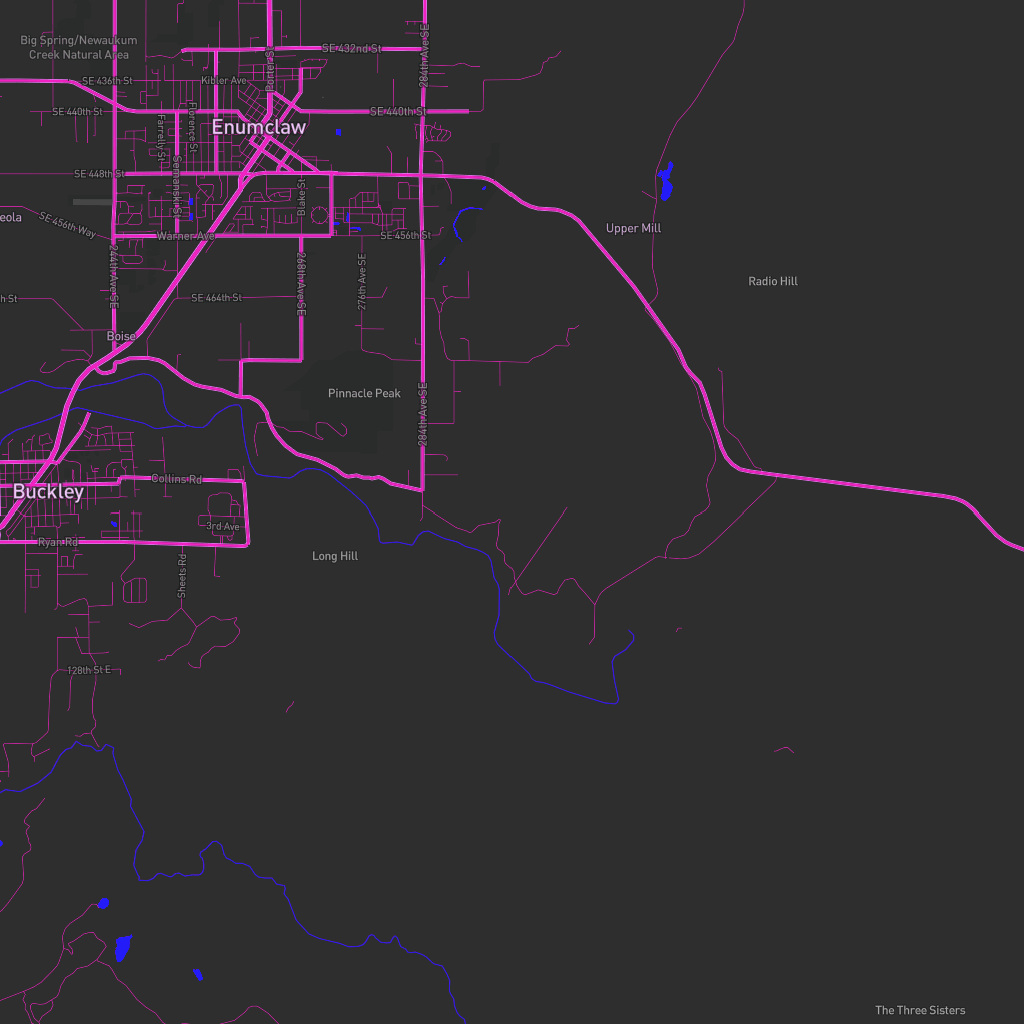 Big Spring/Newaukum
Creek Natural Area
SE 432nd St
284th Ave SE
Porter St
SE 436th St
Kibler Ave
SE 440th St
SE 440th St
Florence St
Farrelly St
Enumclaw
SE 448th St
Semanski St
Blake St
eola
SE 456th Way
Warner Ave
SE 456th St
Upper Mill
244th Ave SE
268th Ave SE
276th Ave SE
Radio Hill
h St
SE 464th St
Boise
Pinnacle Peak
284th Ave SE
Collins Rd
Buckley
3rd Ave
Ryan Rd
Long Hill
Sheets Rd
128th St E
The Three Sisters